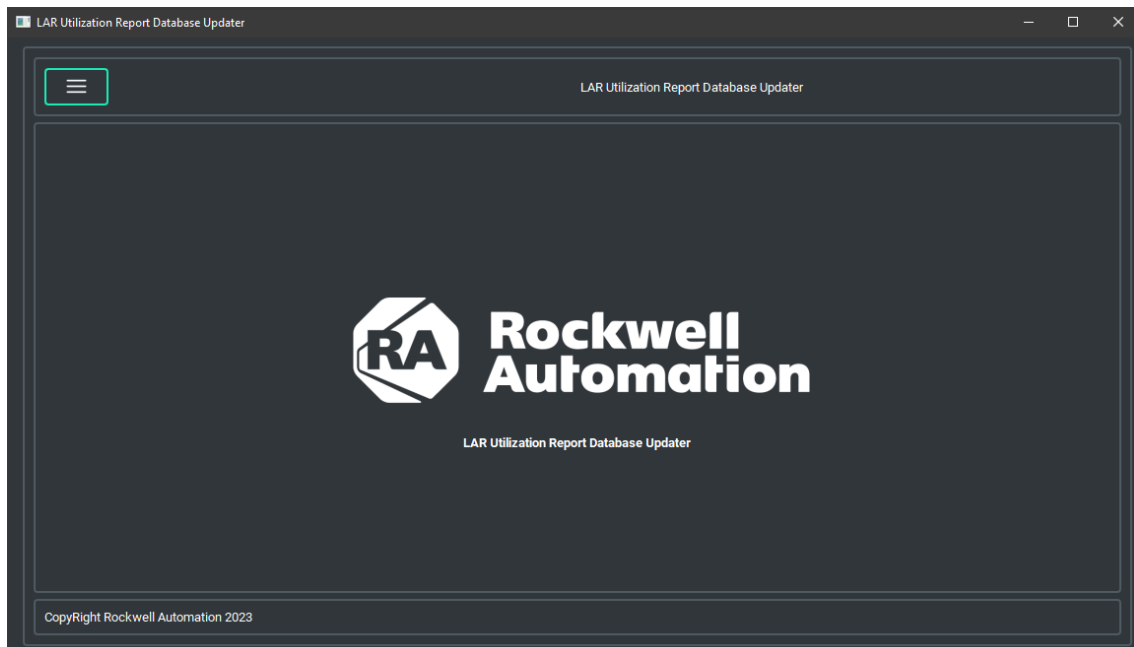 LAR Utilization Report Database Updater
LAR Utilization Report Database Updater
RA
Rockwell
Automation
LAR Utilization Report Database Updater
CopyRight Rockwell Automation 2023